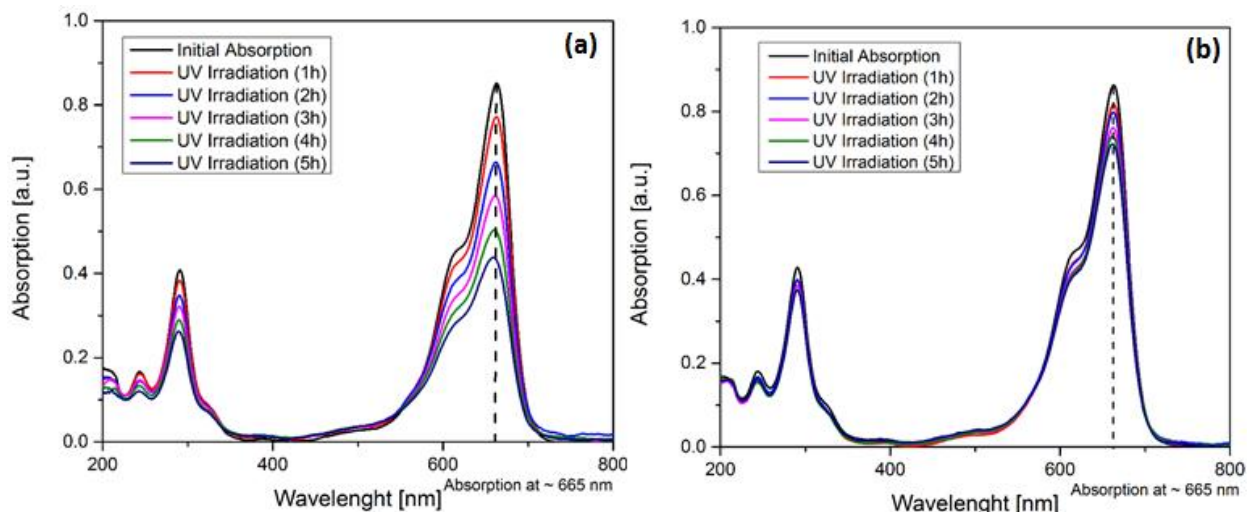 (a)
Initial Absorption
UV Irradiation (1h)
UV Irradiation (2h)
UV Irradiation (3h)
UV Irradiation (4h)
UV Irradiation (5h)
1.0
0.8
0.6
0.4
0.2
0.0
Absorption [a.u.]
200
400
600
800
Wavelenght [nm]
Absorption at ~ 665 nm
(b)
Initial Absorption
UV Irradiation (1h)
UV Irradiation (2h)
UV Irradiation (3h)
UV Irradiation (4h)
UV Irradiation (5h)
1.0
0.8
0.6
0.4
0.2
0.0
Absorption [a.u.]
200
400
600
800
Wavelenght [nm]
Absorption at ~ 665 nm